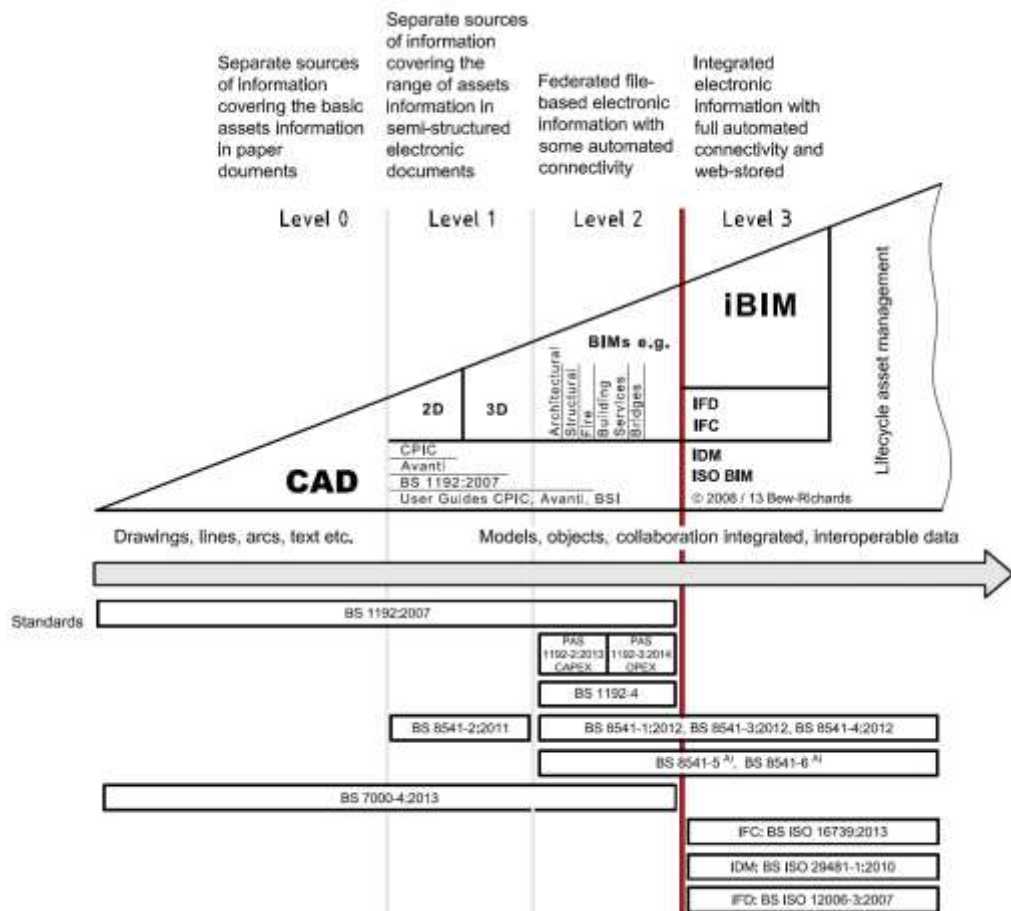 Separate sources
of information
covering the basic
assets information
in paper
douments
Separate sources
of information
covering the
range of assets
information in
semi-structured
electronic
documents
Federated file-
based electronic
information with
some automated
connectivity
Integrated
electronic
information with
full automated
connectivity and
web-stored
Level 0
Level 1
Level 2
Level 3
iBIM
BIMs e.g.
Architectural
Structural
Fire
Building
Services
Bridges
2D
3D
IFD
IFC
IDM
ISO BIM
Lifecycle asset management
CAD
CPIC
Avanti
BS 1192:2007
User Guides CPIC, Avanti, BSI
© 2008 / 13 Bew-Richards
Drawings, lines, arcs, text etc.
Models, objects, collaboration integrated, interoperable data
Standards
BS 1192:2007
PAS
1192-2:2013
CAPEX
PAS
1192-3:2014
OPEX
BS 1192-4
BS 8541-2:2011
BS 8541-1:2012, BS 8541-3:2012, BS 8541-4:2012
BS 8541-5 A), BS 8541-6 A)
BS 7000-4:2013
IFC: BS ISO 16739:2013
IDM: BS ISO 29481-1:2010
IFD: BS ISO 12006-3:2007